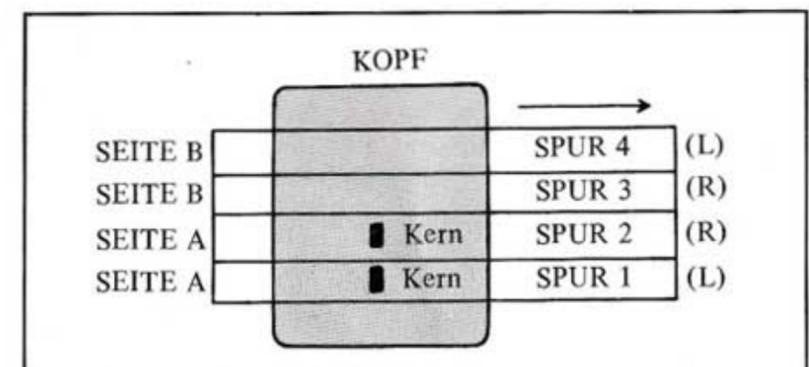 KOPF
SEITE B SPUR 4 (L)
SEITE B SPUR 3 (R)
SEITE A Kern SPUR 2 (R)
SEITE A Kern SPUR 1 (L)